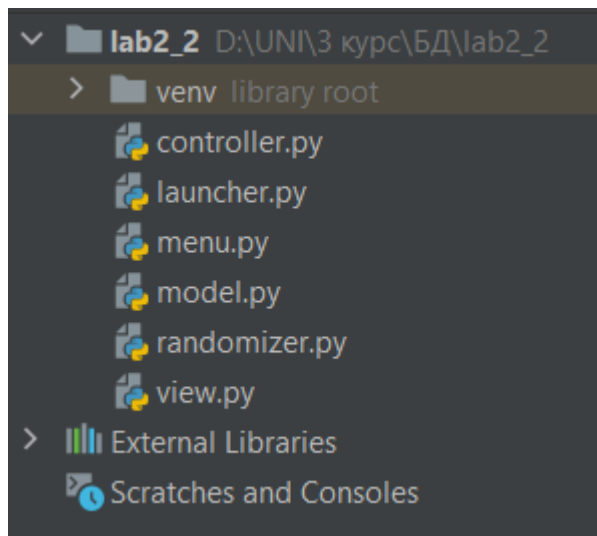 lab2_2 D:\UNI\3 курс\БД\lab2_2
venv library root
controller.py
launcher.py
menu.py
model.py
randomizer.py
view.py
External Libraries
Scratches and Consoles